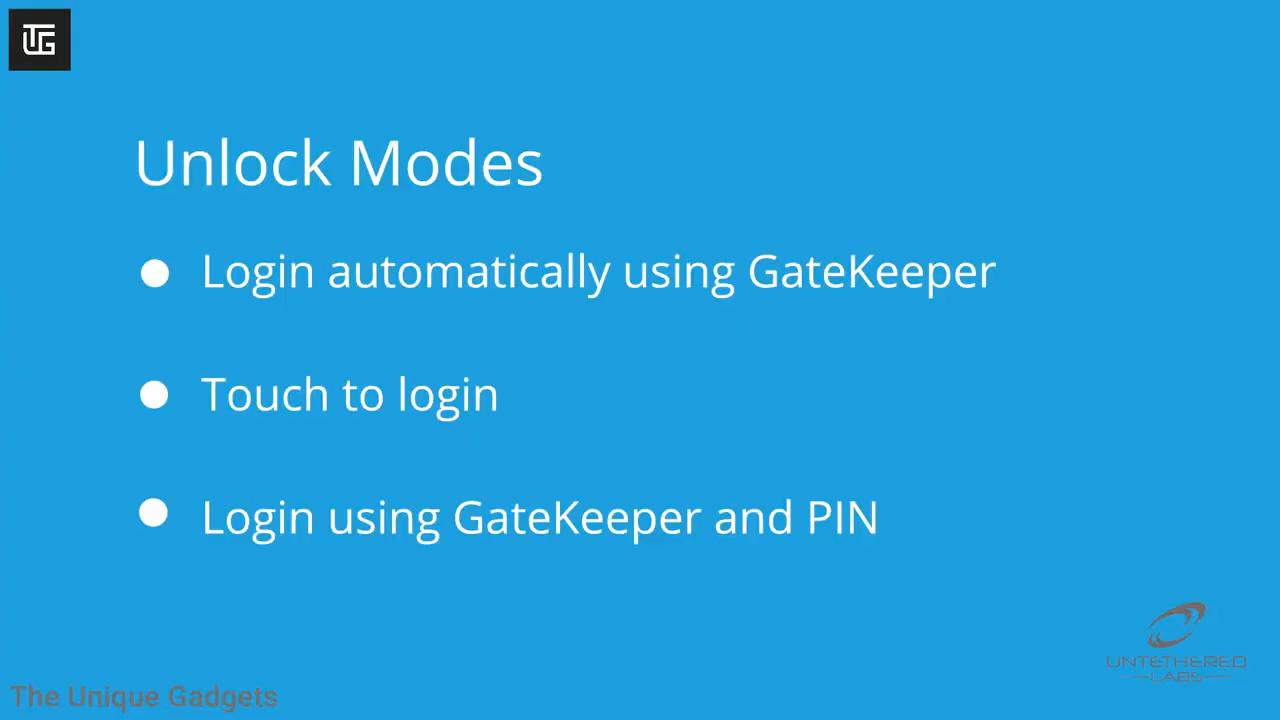 TUG
Unlock Modes
● Login automatically using GateKeeper
● Touch to login
● Login using GateKeeper and PIN
UNTETHERED
LABS
The Unique Gadgets